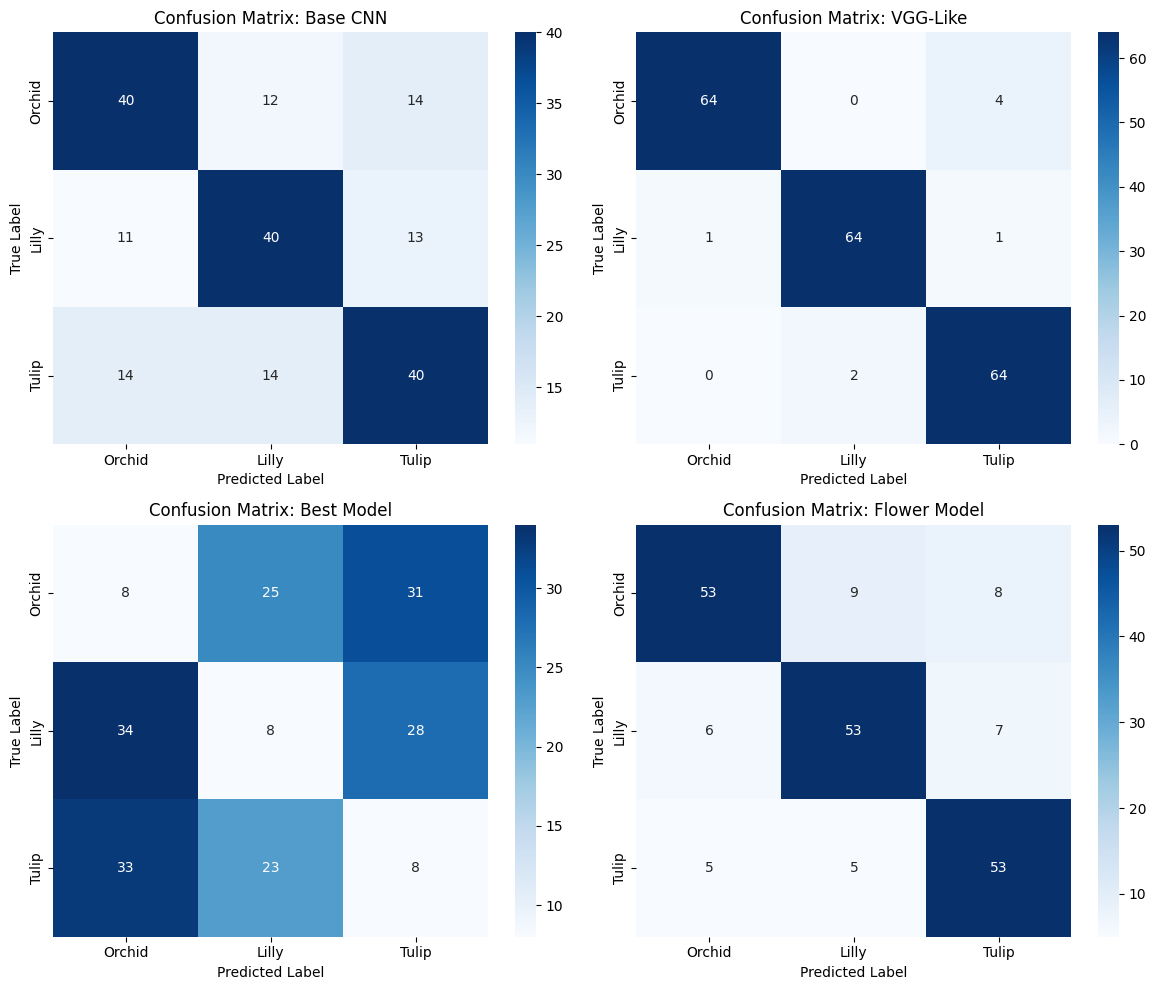 Confusion Matrix: Base CNN
True Label
Orchid
Lilly
Tulip
40 12 14
11 40 13
14 14 40
Orchid Lilly Tulip
Predicted Label
40
35
30
25
20
15
Confusion Matrix: VGG-Like
True Label
Orchid
Lilly
Tulip
64 0 4
1 64 1
0 2 64
Orchid Lilly Tulip
Predicted Label
60
50
40
30
20
10
0
Confusion Matrix: Best Model
True Label
Orchid
Lilly
Tulip
8 25 31
34 8 28
33 23 8
Orchid Lilly Tulip
Predicted Label
30
25
20
15
10
Confusion Matrix: Flower Model
True Label
Orchid
Lilly
Tulip
53 9 8
6 53 7
5 5 53
Orchid Lilly Tulip
Predicted Label
50
40
30
20
10